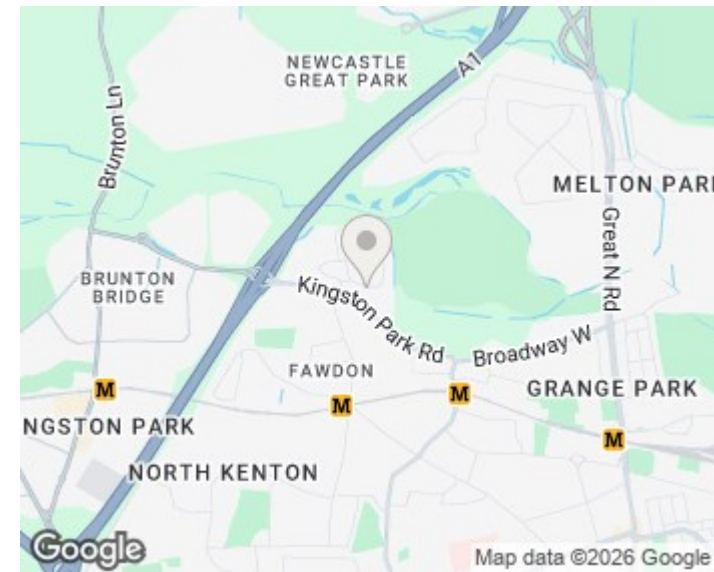 NEWCASTLE
GREAT PARK
A1
Brunton Ln
MELTON PARK
Great N Rd
BRUNTON
BRIDGE
Kingston Park Rd
Broadway W
FAWDON
GRANGE PARK
M
M
M
M
NGSTON PARK
NORTH KENTON
Google
Map data ©2026 Google